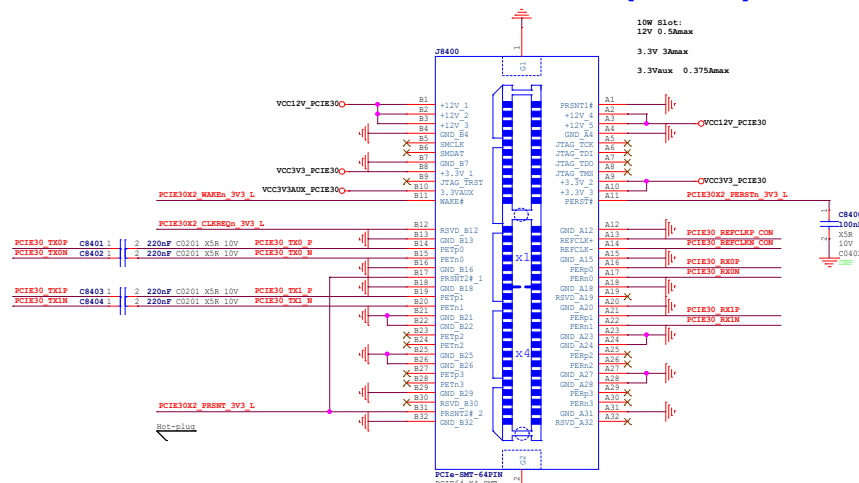 10W Slot:
12V 0.5Amax
3.3V 3Amax
3.3Vaux 0.375Amax
J8400
1
G1
VCC12V_PCIE30
B1 +12V_1
B2 +12V_2
B3 +12V_3
B4 GND_B4
B5 SMCLK
B6 SMDAT
B7 GND_B7
VCC3V3_PCIE30
B8 +3.3V_1
B9 JTAG_TRST
VCC3V3AUX_PCIE30
B10 3.3VAUX
PCIE30X2_WAKEn_3V3_L
B11 WAKE#
PCIE30X2_CLKREQn_3V3_L
B12 RSVD_B12
B13 GND_B13
PCIE30_TX0P C8401 1 2 220nF C0201 X5R 10V PCIE30_TX0_P
B14 PETp0
PCIE30_TX0N C8402 1 2 220nF C0201 X5R 10V PCIE30_TX0_N
B15 PETn0
B16 GND_B16
B17 PRSNT2#_1
B18 GND_B18
PCIE30_TX1P C8403 1 2 220nF C0201 X5R 10V PCIE30_TX1_P
B19 PETp1
PCIE30_TX1N C8404 1 2 220nF C0201 X5R 10V PCIE30_TX1_N
B20 PETn1
B21 GND_B21
B22 GND_B22
B23 PETp2
B24 PETn2
B25 GND_B25
B26 GND_B26
B27 PETp3
B28 PETn3
B29 GND_B29
B30 RSVD_B30
PCIE30X2_PRSNT_3V3_L
B31 PRSNT2#_2
B32 GND_B32
Hot-plug
x1
x4
PRSNT1# A1
+12V_4 A2
+12V_5 A3
VCC12V_PCIE30
GND_A4 A4
JTAG_TCK A5
JTAG_TDI A6
JTAG_TDO A7
JTAG_TMS A8
+3.3V_2 A9
VCC3V3_PCIE30
+3.3V_3 A10
PERST# A11
PCIE30X2_PERSTn_3V3_L
GND_A12 A12
REFCLK+ A13
PCIE30_REFCLKP_CON
REFCLK- A14
PCIE30_REFCLKN_CON
GND_A15 A15
PERp0 A16
PCIE30_RX0P
PERn0 A17
PCIE30_RX0N
GND_A18 A18
RSVD_A19 A19
GND_A20 A20
PERp1 A21
PCIE30_RX1P
PERn1 A22
PCIE30_RX1N
GND_A23 A23
GND_A24 A24
PERp2 A25
PERn2 A26
GND_A27 A27
GND_A28 A28
PERp3 A29
PERn3 A30
GND_A31 A31
RSVD_A32 A32
1
C8400
100nF
X5R
2
10V
C0402
G2
2
PCIe-SMT-64PIN